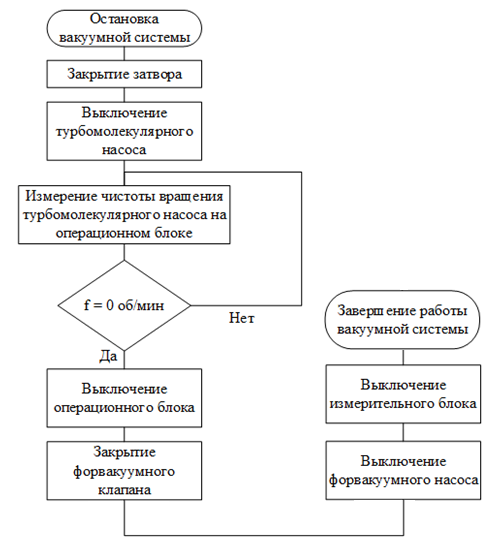 Остановка
вакуумной системы
Закрытие затвора
Выключение
турбомолекулярного
насоса
Измерение чистоты вращения
турбомолекулярного насоса на
операционном блоке
f = 0 об/мин
Нет
Да
Выключение
операционного блока
Закрытие
форвакуумного
клапана
Завершение работы
вакуумной системы
Выключение
измерительного блока
Выключение
форвакуумного насоса